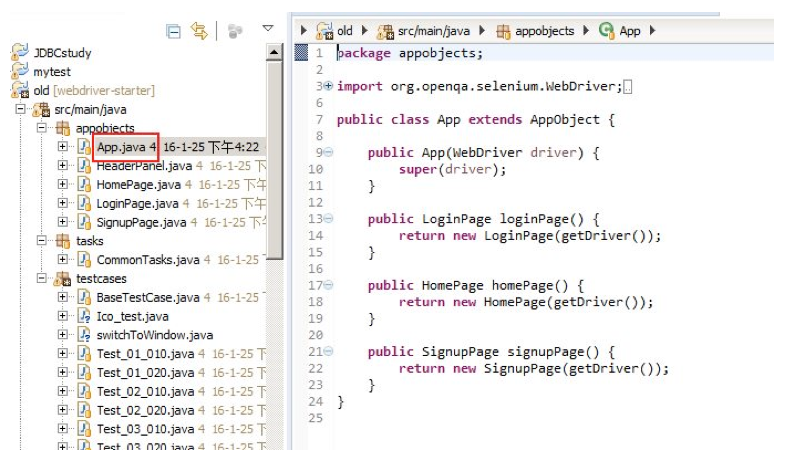 JDBCstudy
mytest
old [webdriver-starter]
src/main/java
appobjects
App.java 4 16-1-25 下午4:22
HeaderPanel.java 4 16-1-25 下
HomePage.java 4 16-1-25 下午
LoginPage.java 4 16-1-25 下午
SignupPage.java 4 16-1-25 下午
tasks
CommonTasks.java 4 16-1-25
testcases
BaseTestCase.java 4 16-1-25
Ico_test.java
switchToWindow.java
Test_01_010.java 4 16-1-25 下
Test_01_020.java 4 16-1-25 下
Test_02_010.java 4 16-1-25 下
Test_02_020.java 4 16-1-25 下
Test_03_010.java 4 16-1-25 下
Test_03_020.java 4 16-1-25 下
old src/main/java appobjects App
1 package appobjects;
2
3 import org.openqa.selenium.WebDriver;
6
7 public class App extends AppObject {
8
9 public App(WebDriver driver) {
10 super(driver);
11 }
12
13 public LoginPage loginPage() {
14 return new LoginPage(getDriver());
15 }
16
17 public HomePage homePage() {
18 return new HomePage(getDriver());
19 }
20
21 public SignupPage signupPage() {
22 return new SignupPage(getDriver());
23 }
24 }
25